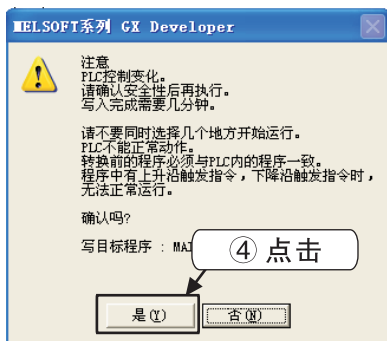 MELSOFT系列 GX Developer
注意
PLC控制变化。
请确认安全性后再执行。
写入完成需要几分钟。
请不要同时选择几个地方开始运行。
PLC不能正常动作。
转换前的程序必须与PLC内的程序一致。
程序中有上升沿触发指令，下降沿触发指令时，
无法正常运行。
确认吗?
写目标程序 : MAI
④ 点击
是(Y) 否(N)